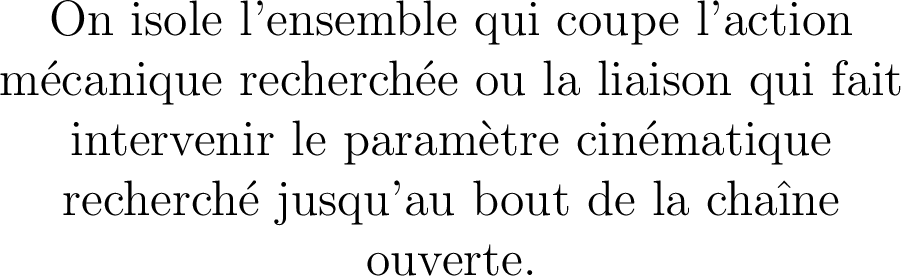 On isole l'ensemble qui coupe l'action
mécanique recherchée ou la liaison qui fait
intervenir le paramètre cinématique
recherché jusqu'au bout de la chaîne
ouverte.